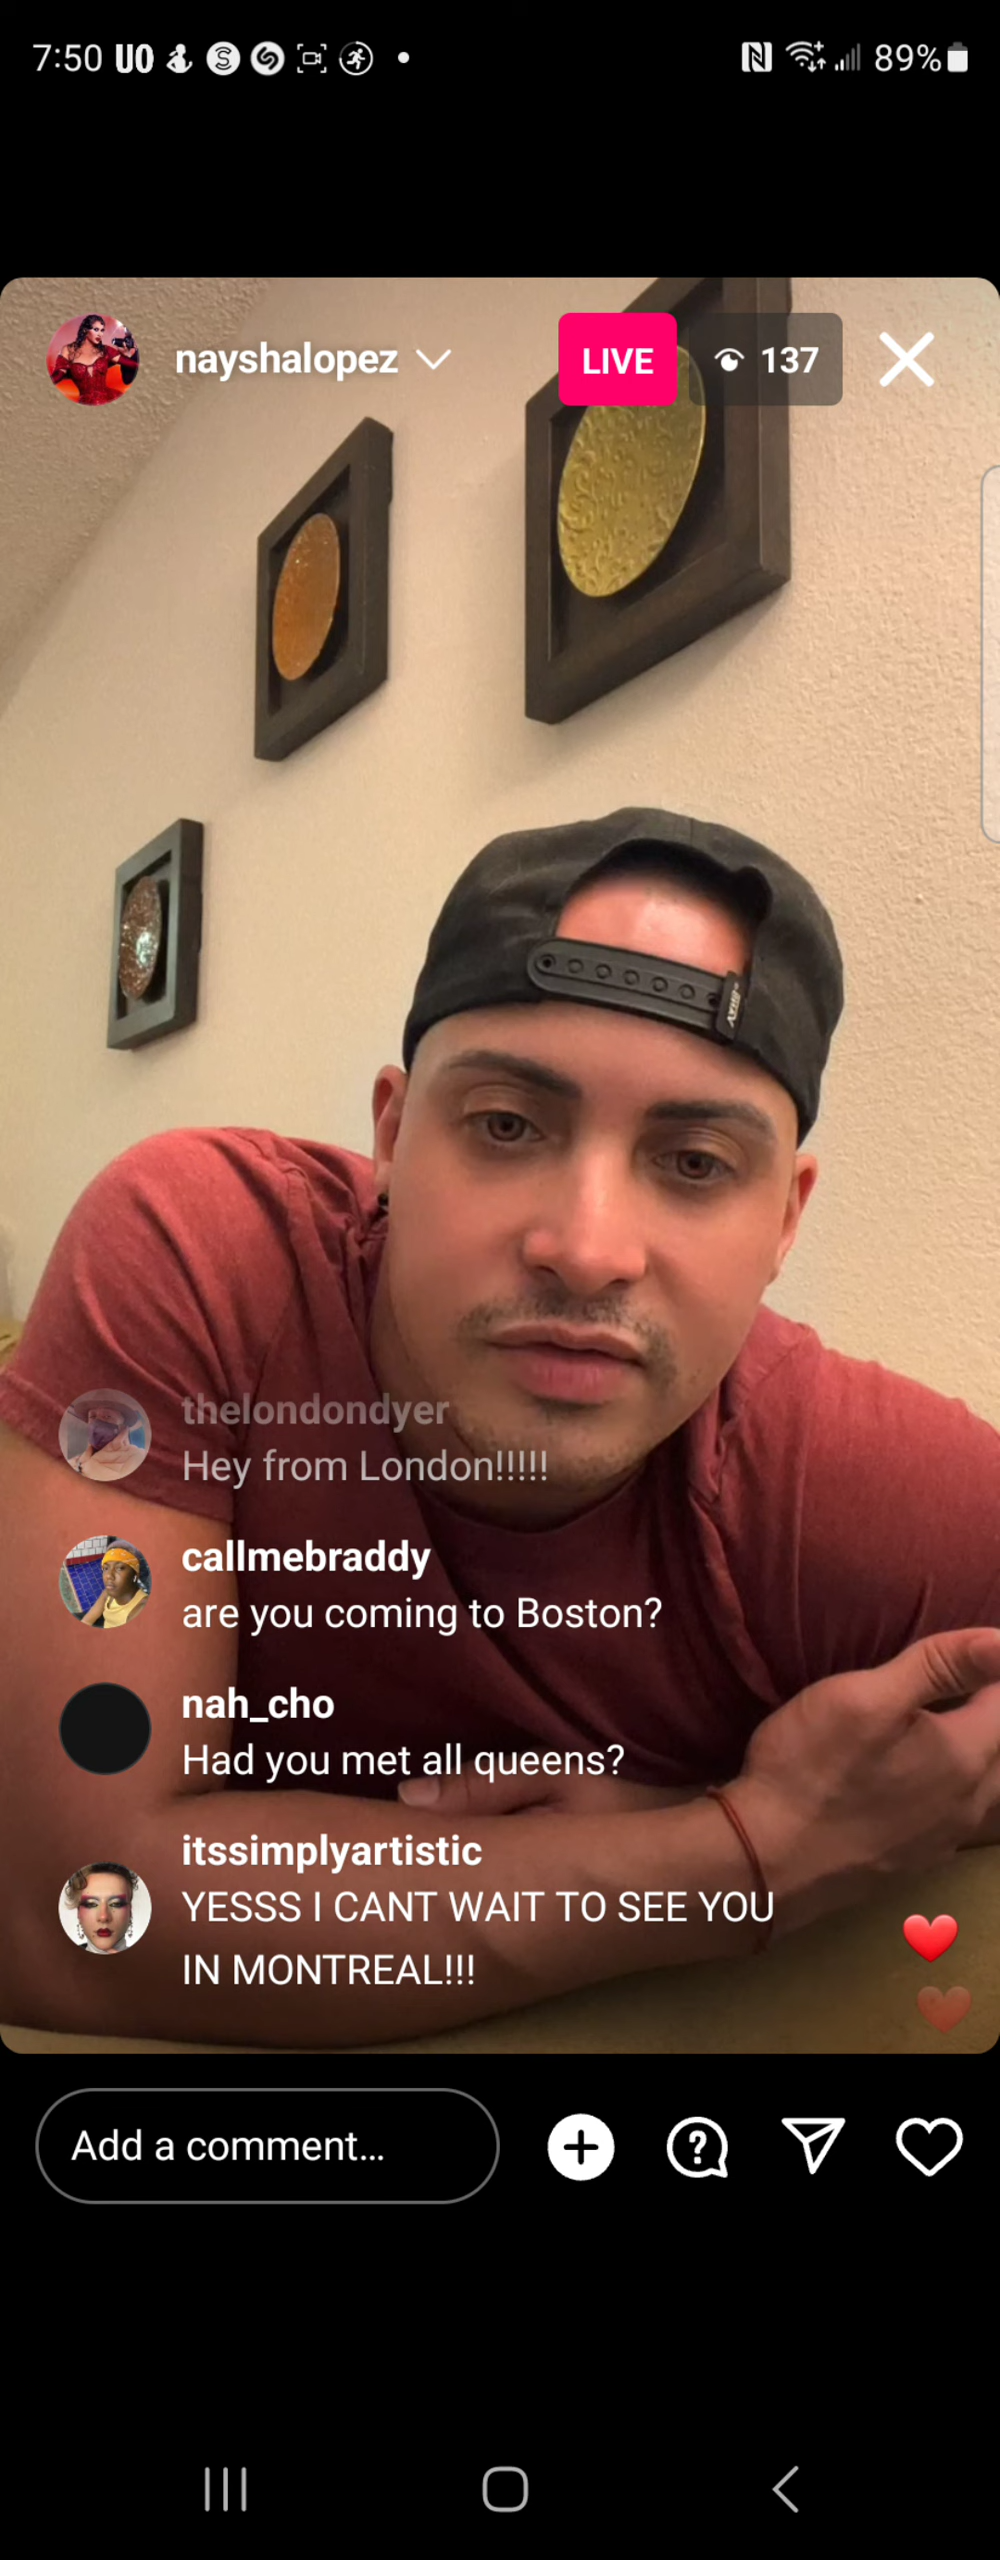 7:50 UO 89%
nayshalopez LIVE 137
thelondondyer
Hey from London!!!!!
callmebraddy
are you coming to Boston?
nah_cho
Had you met all queens?
itssimplyartistic
YESSS I CANT WAIT TO SEE YOU
IN MONTREAL!!!
Add a comment...